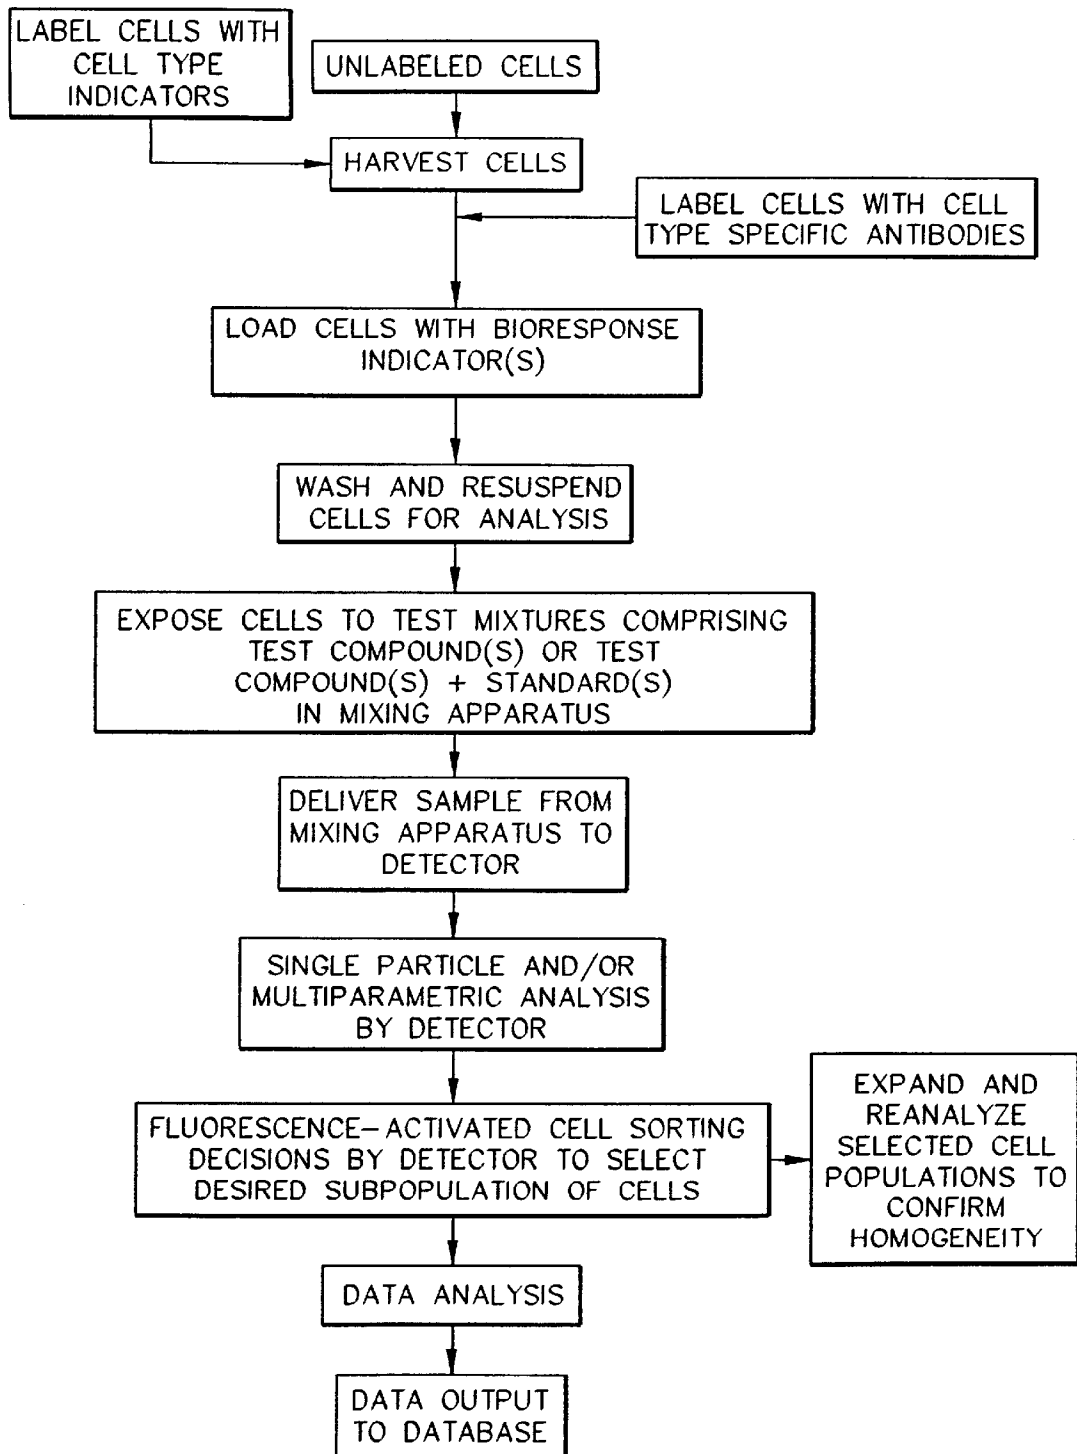 LABEL CELLS WITH
CELL TYPE
INDICATORS
UNLABELED CELLS
HARVEST CELLS
LABEL CELLS WITH CELL
TYPE SPECIFIC ANTIBODIES
LOAD CELLS WITH BIORESPONSE
INDICATOR(S)
WASH AND RESUSPEND
CELLS FOR ANALYSIS
EXPOSE CELLS TO TEST MIXTURES COMPRISING
TEST COMPOUND(S) OR TEST
COMPOUND(S) + STANDARD(S)
IN MIXING APPARATUS
DELIVER SAMPLE FROM
MIXING APPARATUS TO
DETECTOR
SINGLE PARTICLE AND/OR
MULTIPARAMETRIC ANALYSIS
BY DETECTOR
FLUORESCENCE-ACTIVATED CELL SORTING
DECISIONS BY DETECTOR TO SELECT
DESIRED SUBPOPULATION OF CELLS
EXPAND AND
REANALYZE
SELECTED CELL
POPULATIONS TO
CONFIRM
HOMOGENEITY
DATA ANALYSIS
DATA OUTPUT
TO DATABASE